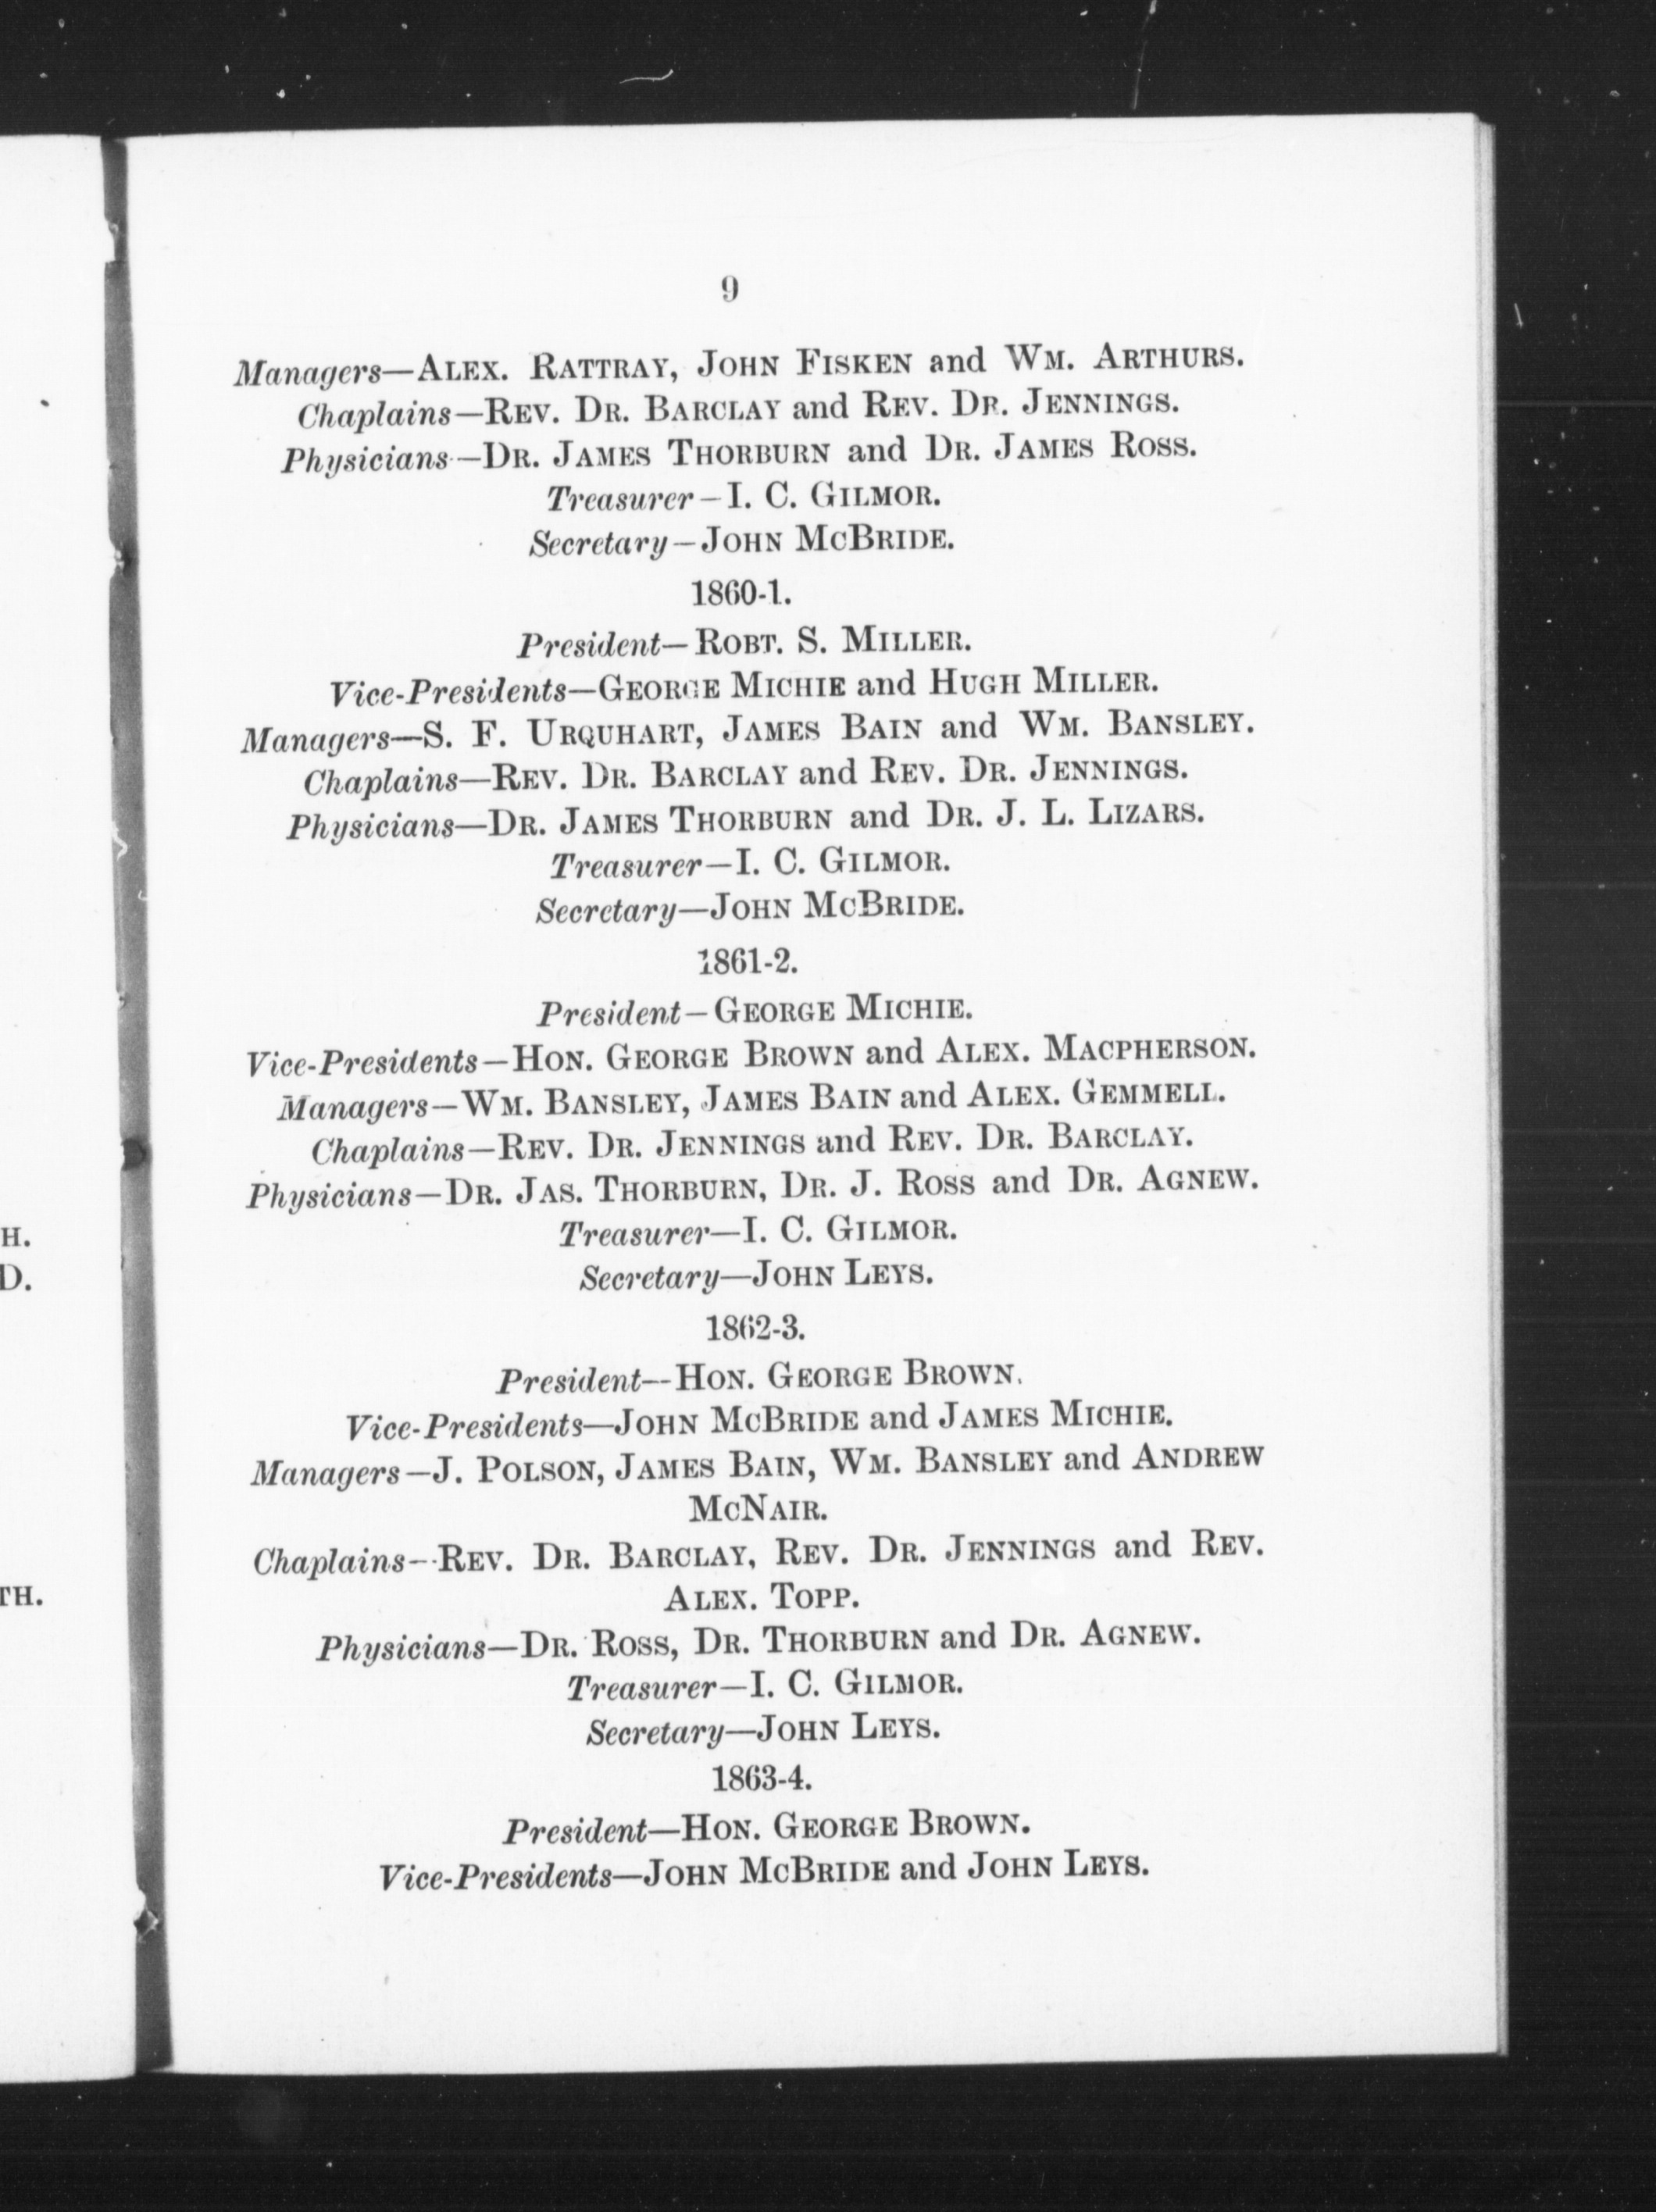 9
Managers—ALEX. RATTRAY, JOHN FISKEN and WM. ARTHURS.
Chaplains—REV. DR. BARCLAY and REV. DR. JENNINGS.
Physicians—DR. JAMES THORBURN and DR. JAMES ROSS.
Treasurer—I. C. GILMOR.
Secretary—JOHN MCBRIDE.
1860-1.
President—ROBT. S. MILLER.
Vice-Presidents—GEORGE MICHIE and HUGH MILLER.
Managers—S. F. URQUHART, JAMES BAIN and WM. BANSLEY.
Chaplains—REV. DR. BARCLAY and REV. DR. JENNINGS.
Physicians—DR. JAMES THORBURN and DR. J. L. LIZARS.
Treasurer—I. C. GILMOR.
Secretary—JOHN MCBRIDE.
1861-2.
President—GEORGE MICHIE.
Vice-Presidents—HON. GEORGE BROWN and ALEX. MACPHERSON.
Managers—WM. BANSLEY, JAMES BAIN and ALEX. GEMMELL.
Chaplains—REV. DR. JENNINGS and REV. DR. BARCLAY.
Physicians—DR. JAS. THORBURN, DR. J. ROSS and DR. AGNEW.
Treasurer—I. C. GILMOR.
Secretary—JOHN LEYS.
1862-3.
President—HON. GEORGE BROWN.
Vice-Presidents—JOHN MCBRIDE and JAMES MICHIE.
Managers—J. POLSON, JAMES BAIN, WM. BANSLEY and ANDREW
MCNAIR.
Chaplains—REV. DR. BARCLAY, REV. DR. JENNINGS and REV.
ALEX. TOPP.
Physicians—DR. ROSS, DR. THORBURN and DR. AGNEW.
Treasurer—I. C. GILMOR.
Secretary—JOHN LEYS.
1863-4.
President—HON. GEORGE BROWN.
Vice-Presidents—JOHN MCBRIDE and JOHN LEYS.
H.
D.
TH.